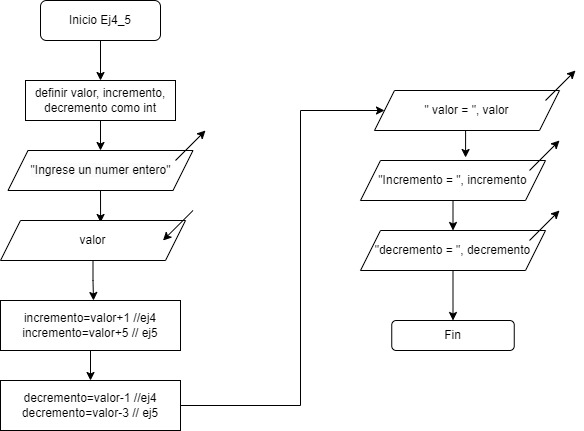 Inicio Ej4_5
definir valor, incremento,
decremento como int
"Ingrese un numer entero"
valor
incremento=valor+1 //ej4
incremento=valor+5 // ej5
decremento=valor-1 //ej4
decremento=valor-3 // ej5
" valor = ", valor
"Incremento = ", incremento
"decremento = ", decremento
Fin